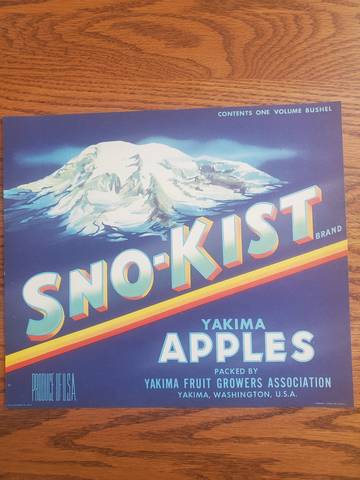 CONTENTS ONE VOLUME BUSHEL
SNO-KIST
BRAND
YAKIMA
APPLES
PACKED BY
YAKIMA FRUIT GROWERS ASSOCIATION
YAKIMA, WASHINGTON, U.S.A.
PRODUCE OF U.S.A.